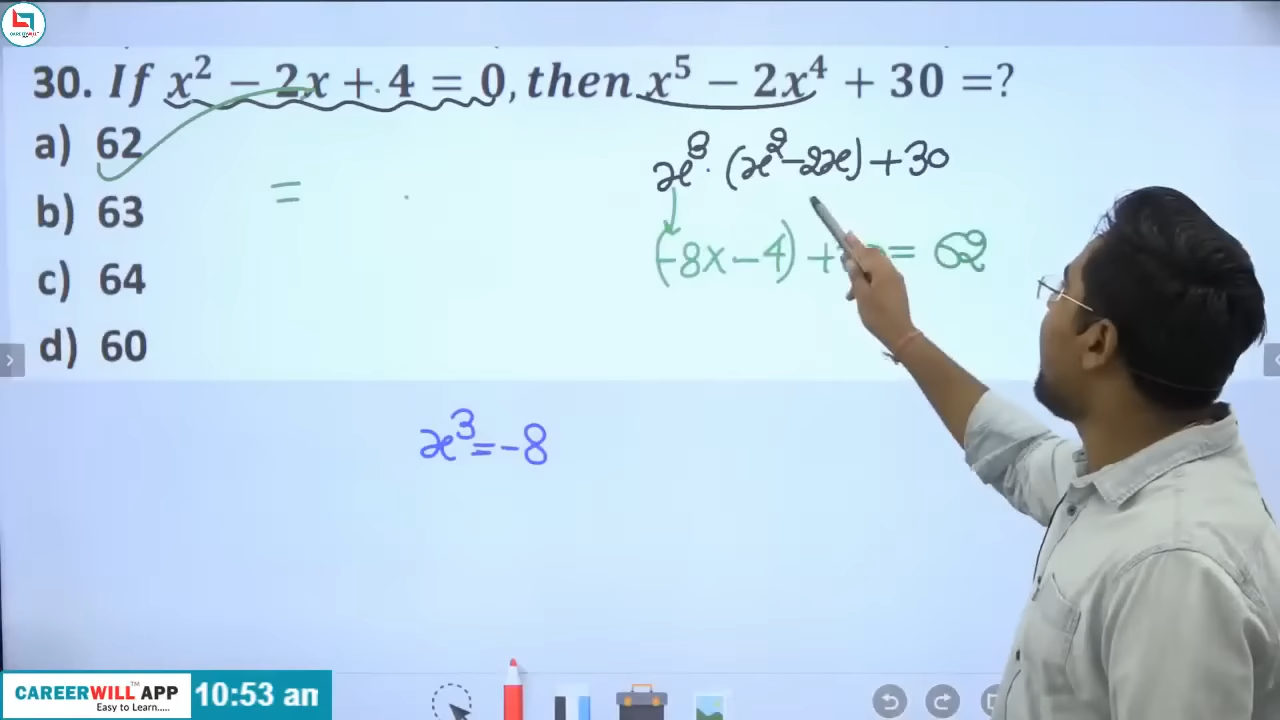 CAREERWILL
30. If x² − 2x + 4 = 0, then x⁵ − 2x⁴ + 30 =?
a) 62
b) 63
c) 64
d) 60
=
x³·(x²−2x)+30
(−8x−4)+ = 62
x³=−8
CAREERWILL™ APP
Easy to Learn.....
10:53 am